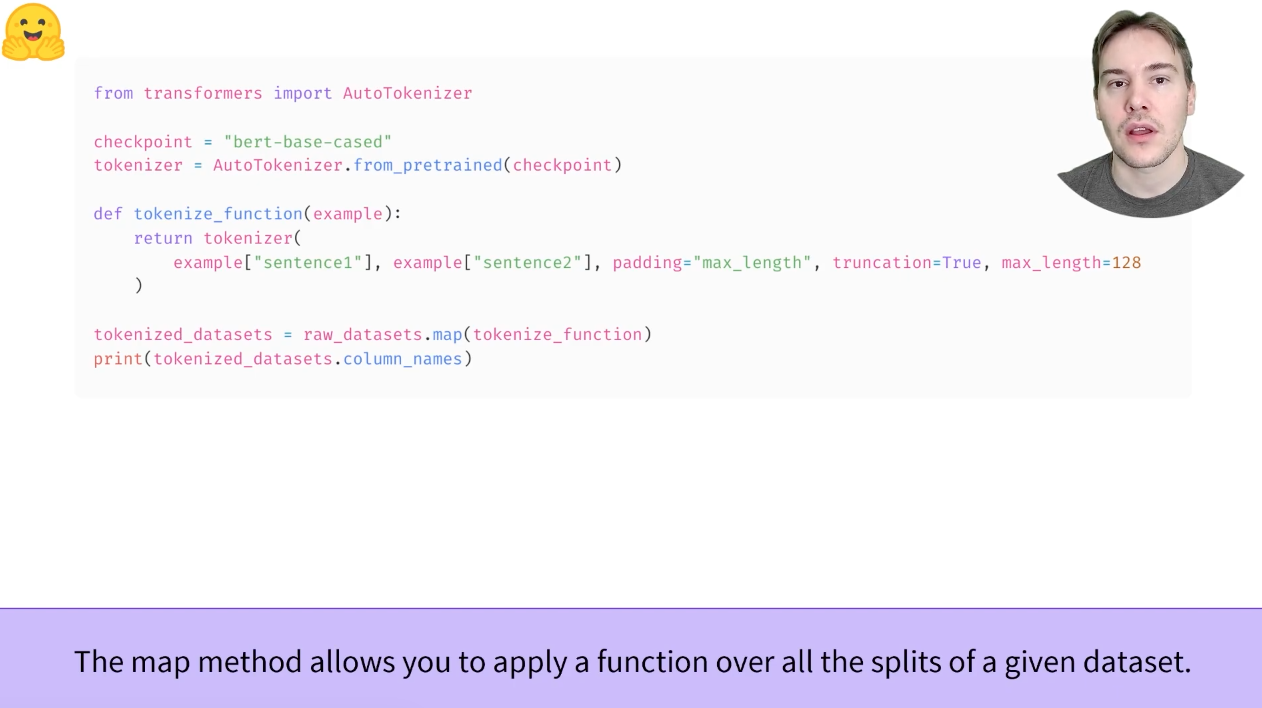 from transformers import AutoTokenizer
checkpoint = "bert-base-cased"
tokenizer = AutoTokenizer.from_pretrained(checkpoint)
def tokenize_function(example):
    return tokenizer(
        example["sentence1"], example["sentence2"], padding="max_length", truncation=True, max_length=128
    )
tokenized_datasets = raw_datasets.map(tokenize_function)
print(tokenized_datasets.column_names)
The map method allows you to apply a function over all the splits of a given dataset.